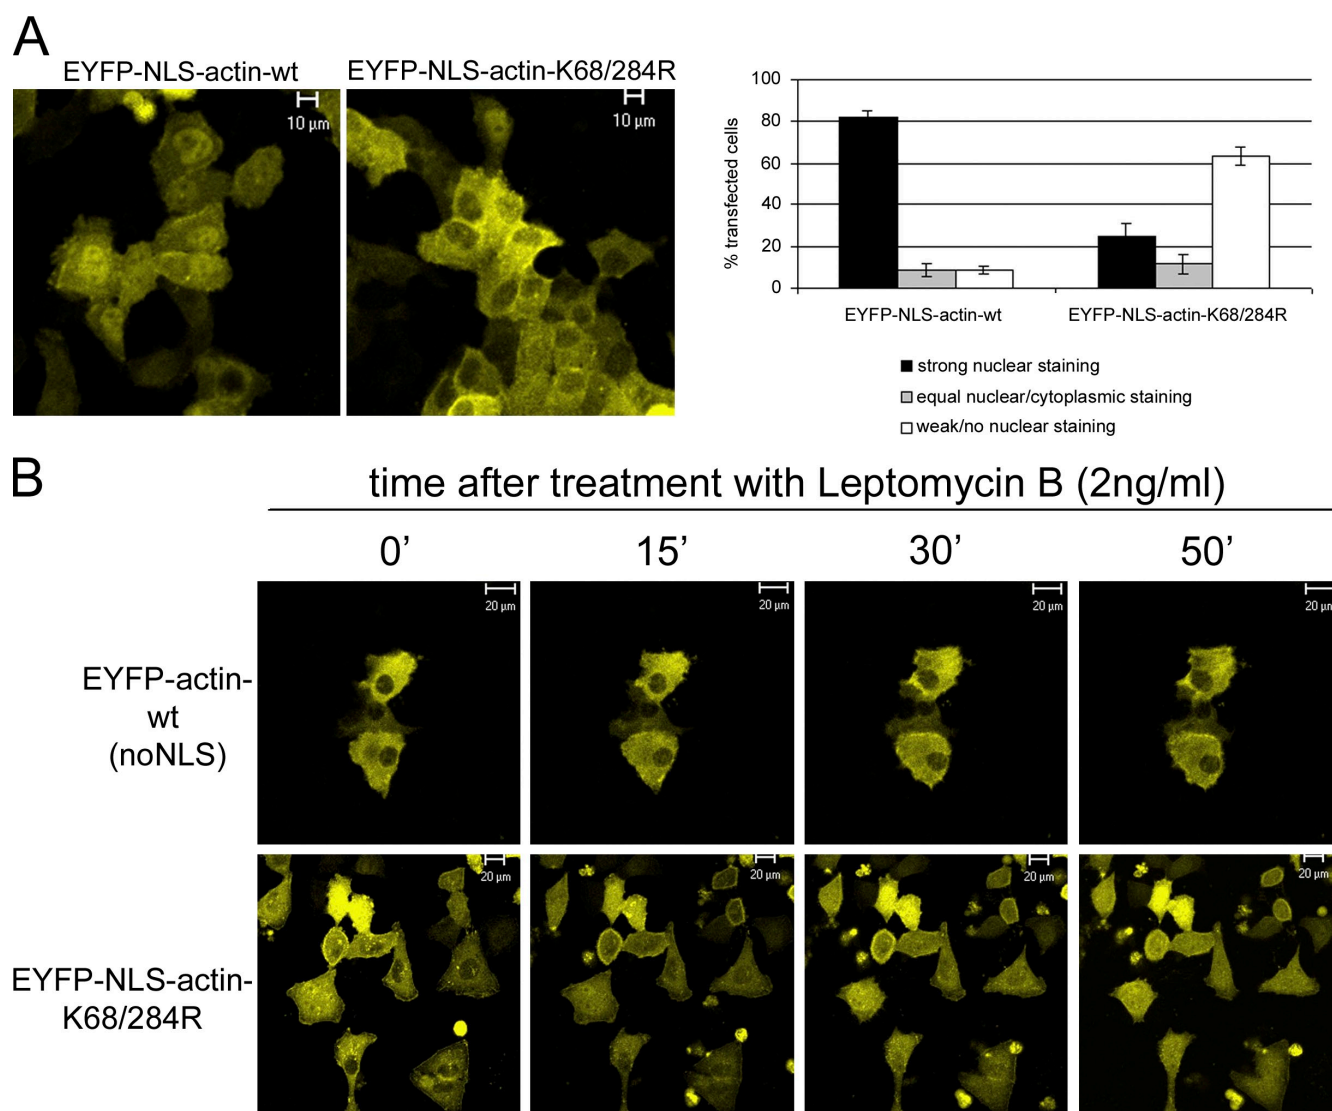 A
EYFP-NLS-actin-wt
EYFP-NLS-actin-K68/284R
10 µm
10 µm
% transfected cells
100
80
60
40
20
0
EYFP-NLS-actin-wt
EYFP-NLS-actin-K68/284R
strong nuclear staining
equal nuclear/cytoplasmic staining
weak/no nuclear staining
B
time after treatment with Leptomycin B (2ng/ml)
0’
15’
30’
50’
EYFP-actin-
wt
(noNLS)
20 µm
20 µm
20 µm
20 µm
EYFP-NLS-actin-
K68/284R
20 µm
20 µm
20 µm
20 µm